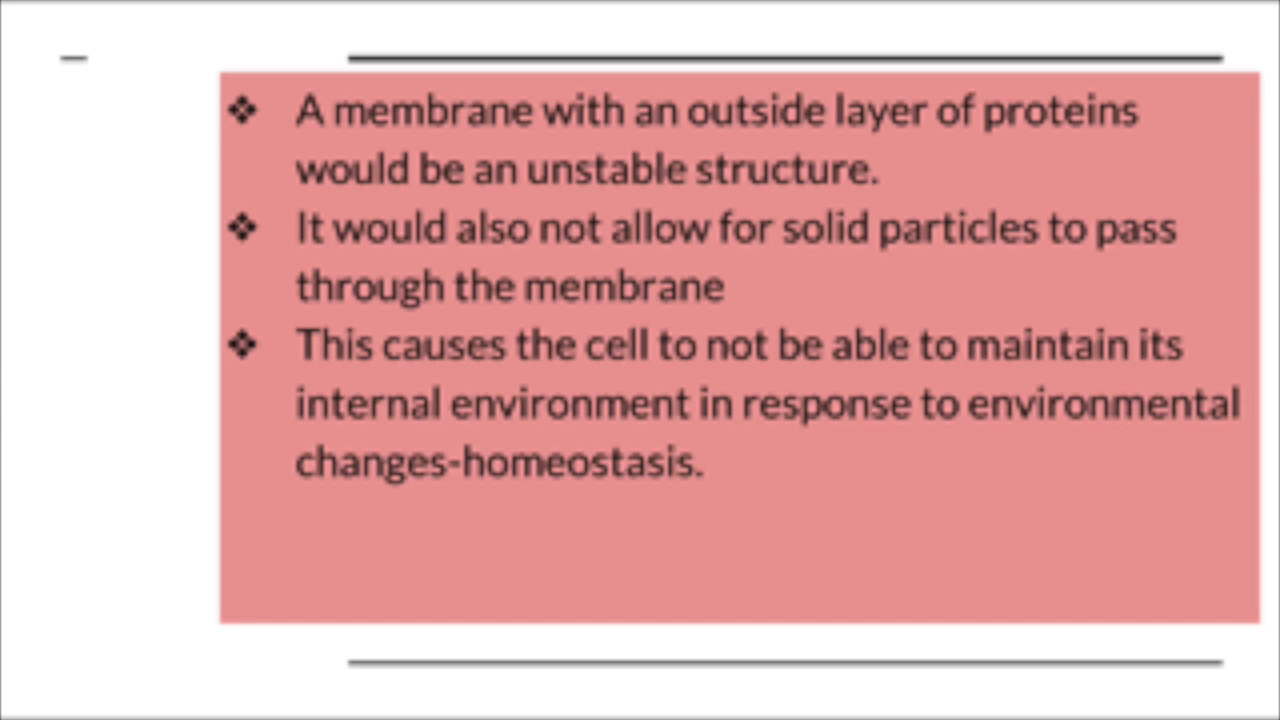 ❖ A membrane with an outside layer of proteins
would be an unstable structure.
❖ It would also not allow for solid particles to pass
through the membrane
❖ This causes the cell to not be able to maintain its
internal environment in response to environmental
changes-homeostasis.